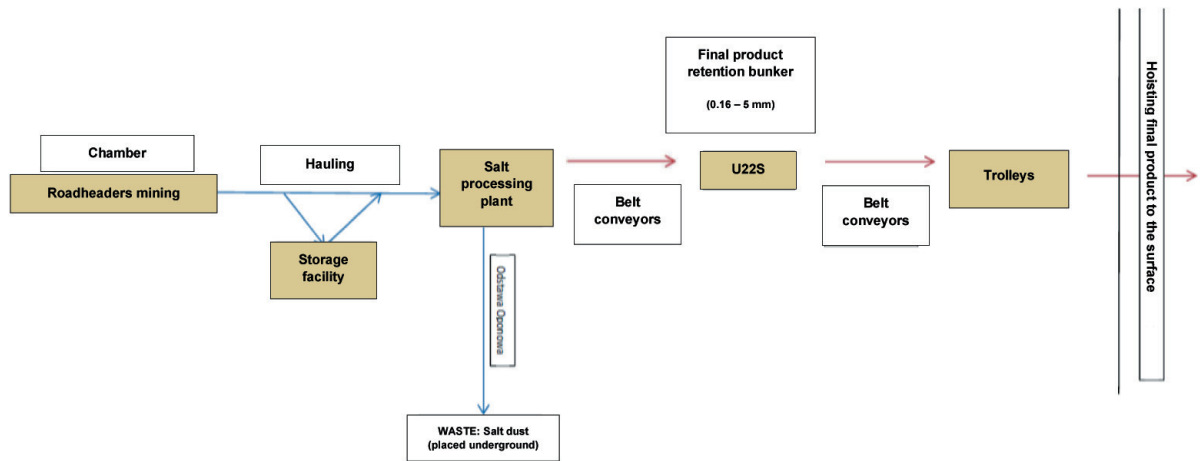 Chamber
Roadheaders mining
Hauling
Storage
facility
Salt
processing
plant
Odstawa Oponowa
WASTE: Salt dust
(placed underground)
Belt
conveyors
Final product
retention bunker
(0.16 – 5 mm)
U22S
Belt
conveyors
Trolleys
Hoisting final product to the surface